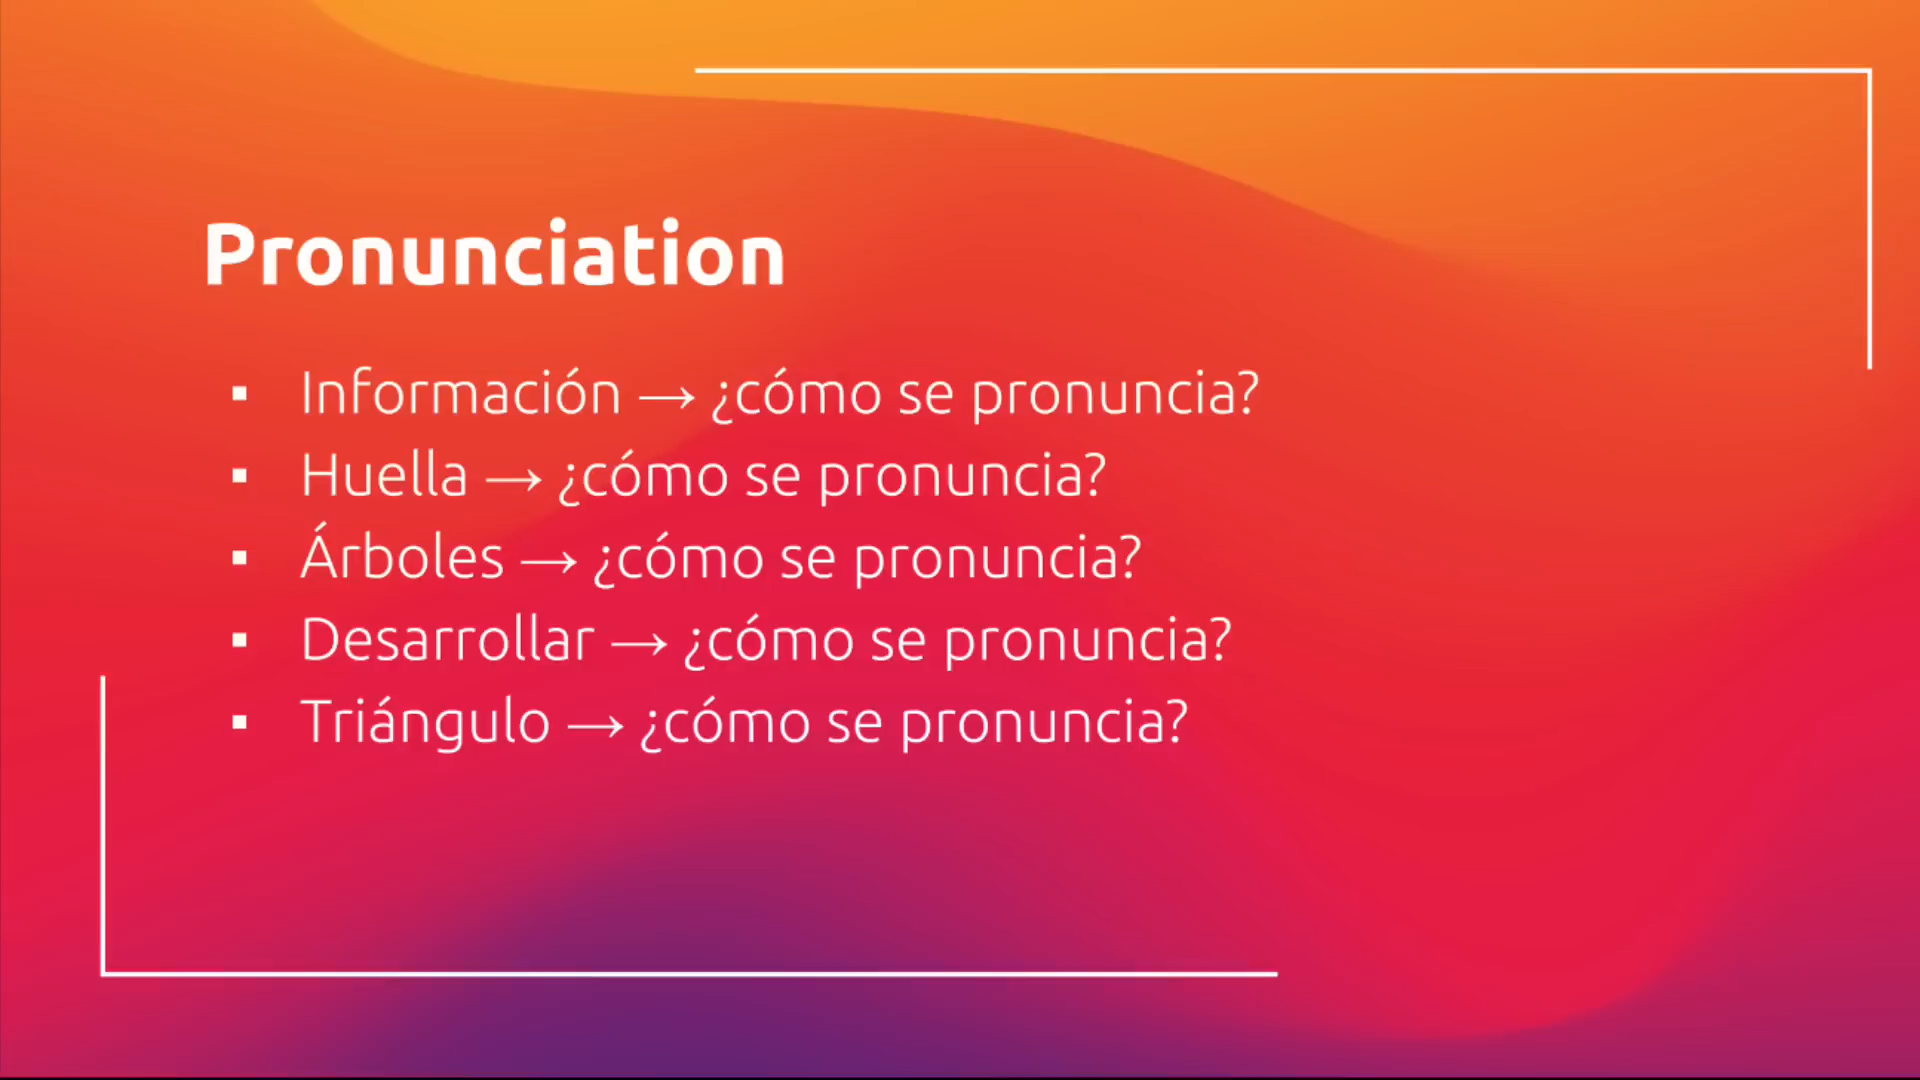 Pronunciation
▪ Información → ¿cómo se pronuncia?
▪ Huella → ¿cómo se pronuncia?
▪ Árboles → ¿cómo se pronuncia?
▪ Desarrollar → ¿cómo se pronuncia?
▪ Triángulo → ¿cómo se pronuncia?